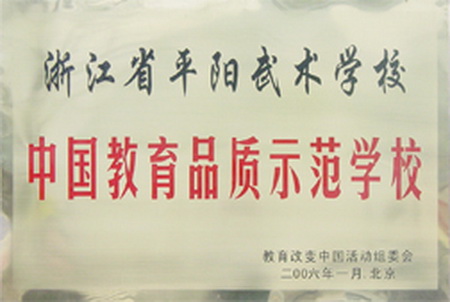 浙江省平阳武术学校
中国教育品质示范学校
教育改变中国活动组委会
二00六年一月.北京